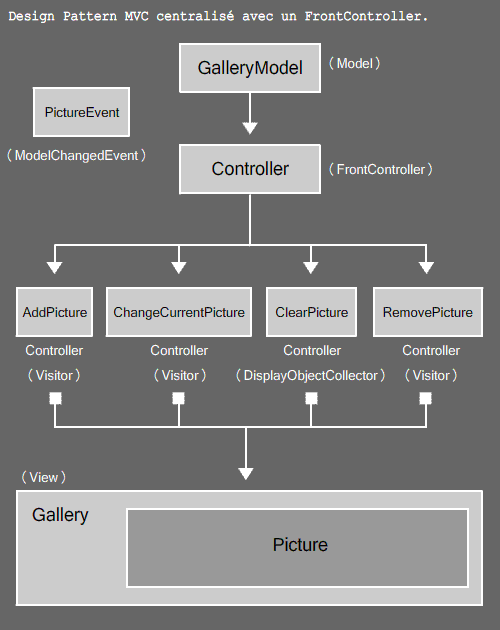 Design Pattern MVC centralisé avec un FrontController.
GalleryModel
(Model)
PictureEvent
(ModelChangedEvent)
Controller
(FrontController)
AddPicture
ChangeCurrentPicture
ClearPicture
RemovePicture
Controller
Controller
Controller
Controller
(Visitor)
(Visitor)
(DisplayObjectCollector)
(Visitor)
(View)
Gallery
Picture